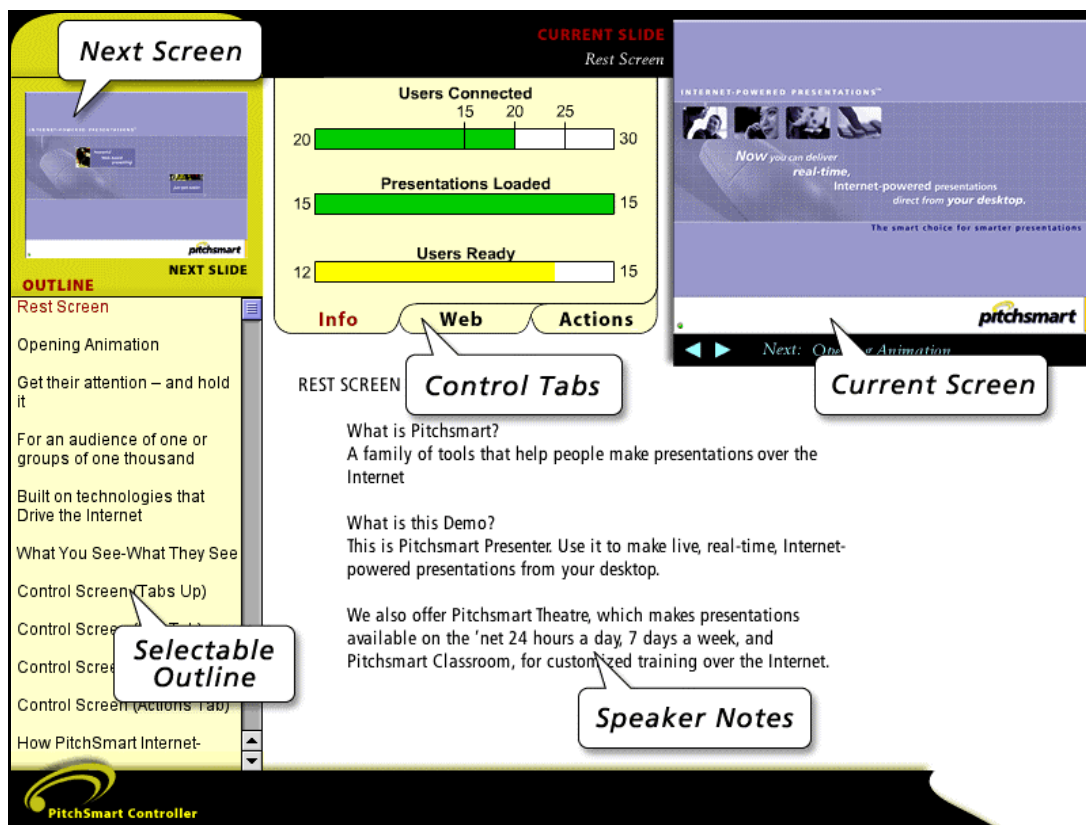 Next Screen
CURRENT SLIDE
Rest Screen
INTERNET-POWERED PRESENTATIONS
NEXT SLIDE
pitchsmart
OUTLINE
Rest Screen
Opening Animation
Get their attention – and hold
it
For an audience of one or
groups of one thousand
Built on technologies that
Drive the Internet
What You See-What They See
Control Screen (Tabs Up)
Control
Control
Control Screen (Actions Tab)
How PitchSmart Internet-
Selectable
Outline
Users Connected
15 20 25
20 30
Presentations Loaded
15 15
Users Ready
12 15
Info Web Actions
Control Tabs
INTERNET-POWERED PRESENTATIONS™
Now you can deliver
real-time,
Internet-powered presentations
direct from your desktop.
The smart choice for smarter presentations
pitchsmart
Next: Opening Animation
Current Screen
REST SCREEN
What is Pitchsmart?
A family of tools that help people make presentations over the
Internet
What is this Demo?
This is Pitchsmart Presenter. Use it to make live, real-time, Internet-
powered presentations from your desktop.
We also offer Pitchsmart Theatre, which makes presentations
available on the 'net 24 hours a day, 7 days a week, and
Pitchsmart Classroom, for customized training over the Internet.
Speaker Notes
PitchSmart Controller